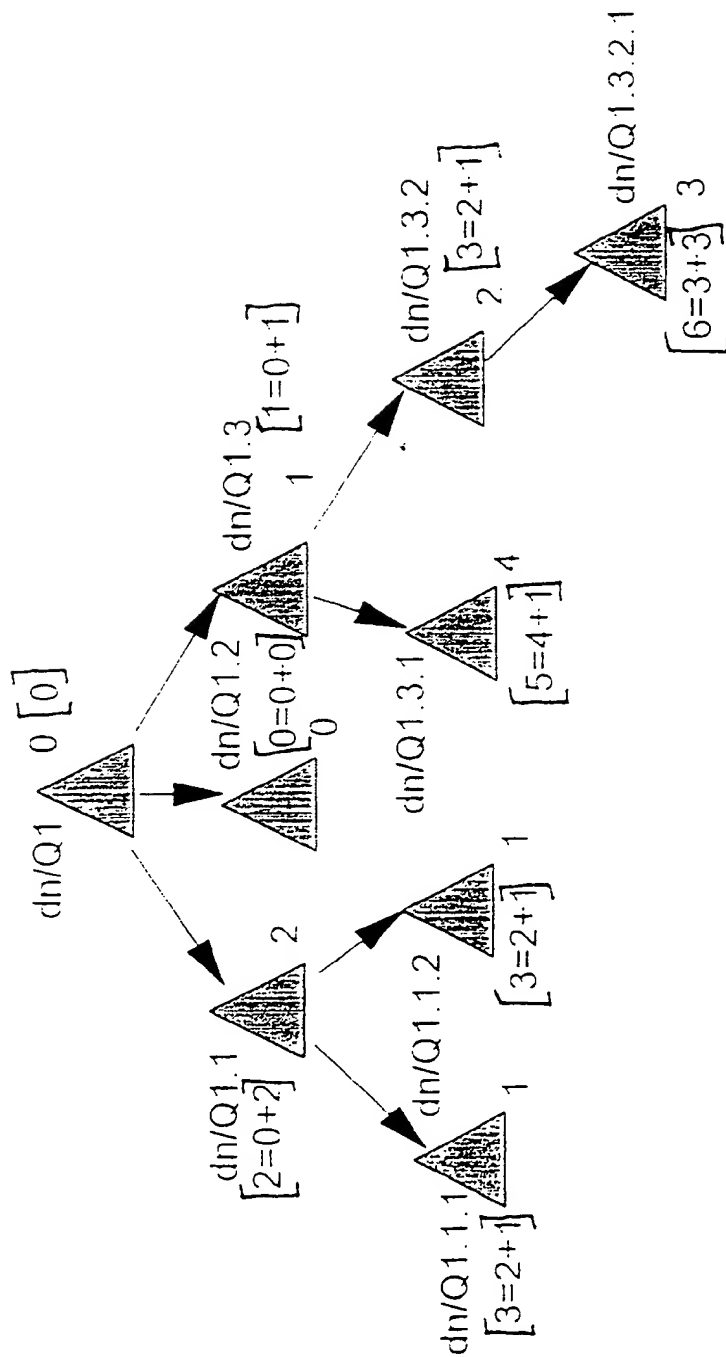 dn/Q1
0 [0]
dn/Q1.1
[2=0+2]
2
dn/Q1.2
[0=0+0]
0
dn/Q1.3
1
[1=0+1]
dn/Q1.1.1
[3=2+1]
1
dn/Q1.1.2
[3=2+1]
1
dn/Q1.3.1
[5=4+1]
4
dn/Q1.3.2
2
[3=2+1]
dn/Q1.3.2.1
[6=3+3]
3